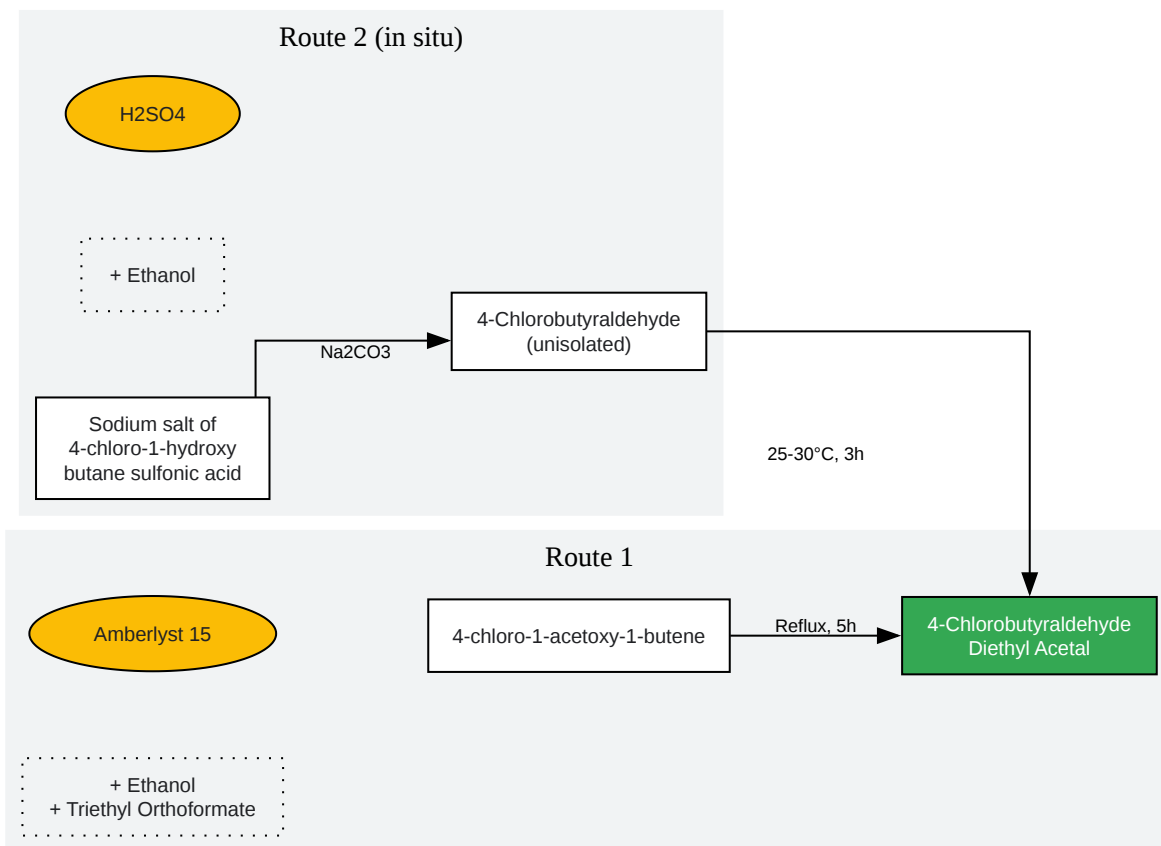 Route 2 (in situ)
H2SO4
+ Ethanol
4-Chlorobutyraldehyde
(unisolated)
Na2CO3
Sodium salt of
4-chloro-1-hydroxy
butane sulfonic acid
25-30°C, 3h
Route 1
Amberlyst 15
4-chloro-1-acetoxy-1-butene
Reflux, 5h
4-Chlorobutyraldehyde
Diethyl Acetal
+ Ethanol
+ Triethyl Orthoformate